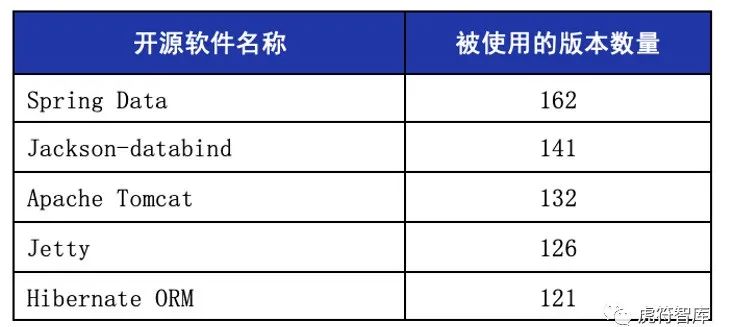 开源软件名称 被使用的版本数量
Spring Data 162
Jackson-databind 141
Apache Tomcat 132
Jetty 126
Hibernate ORM 121
虎符智库